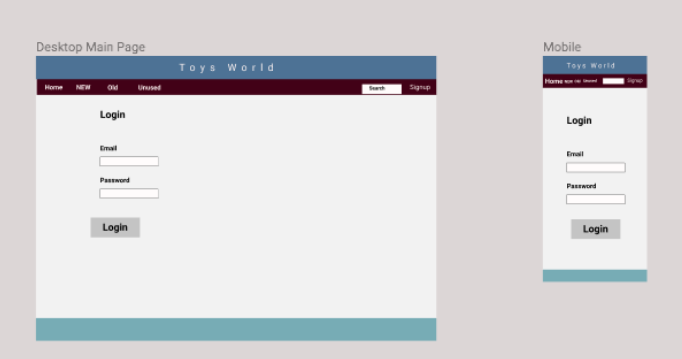 Desktop Main Page
Toys World
Home NEW Old Unused Search Signup
Login
Email
Password
Login
Mobile
Toys World
Home NEW Old Unused Signup
Login
Email
Password
Login